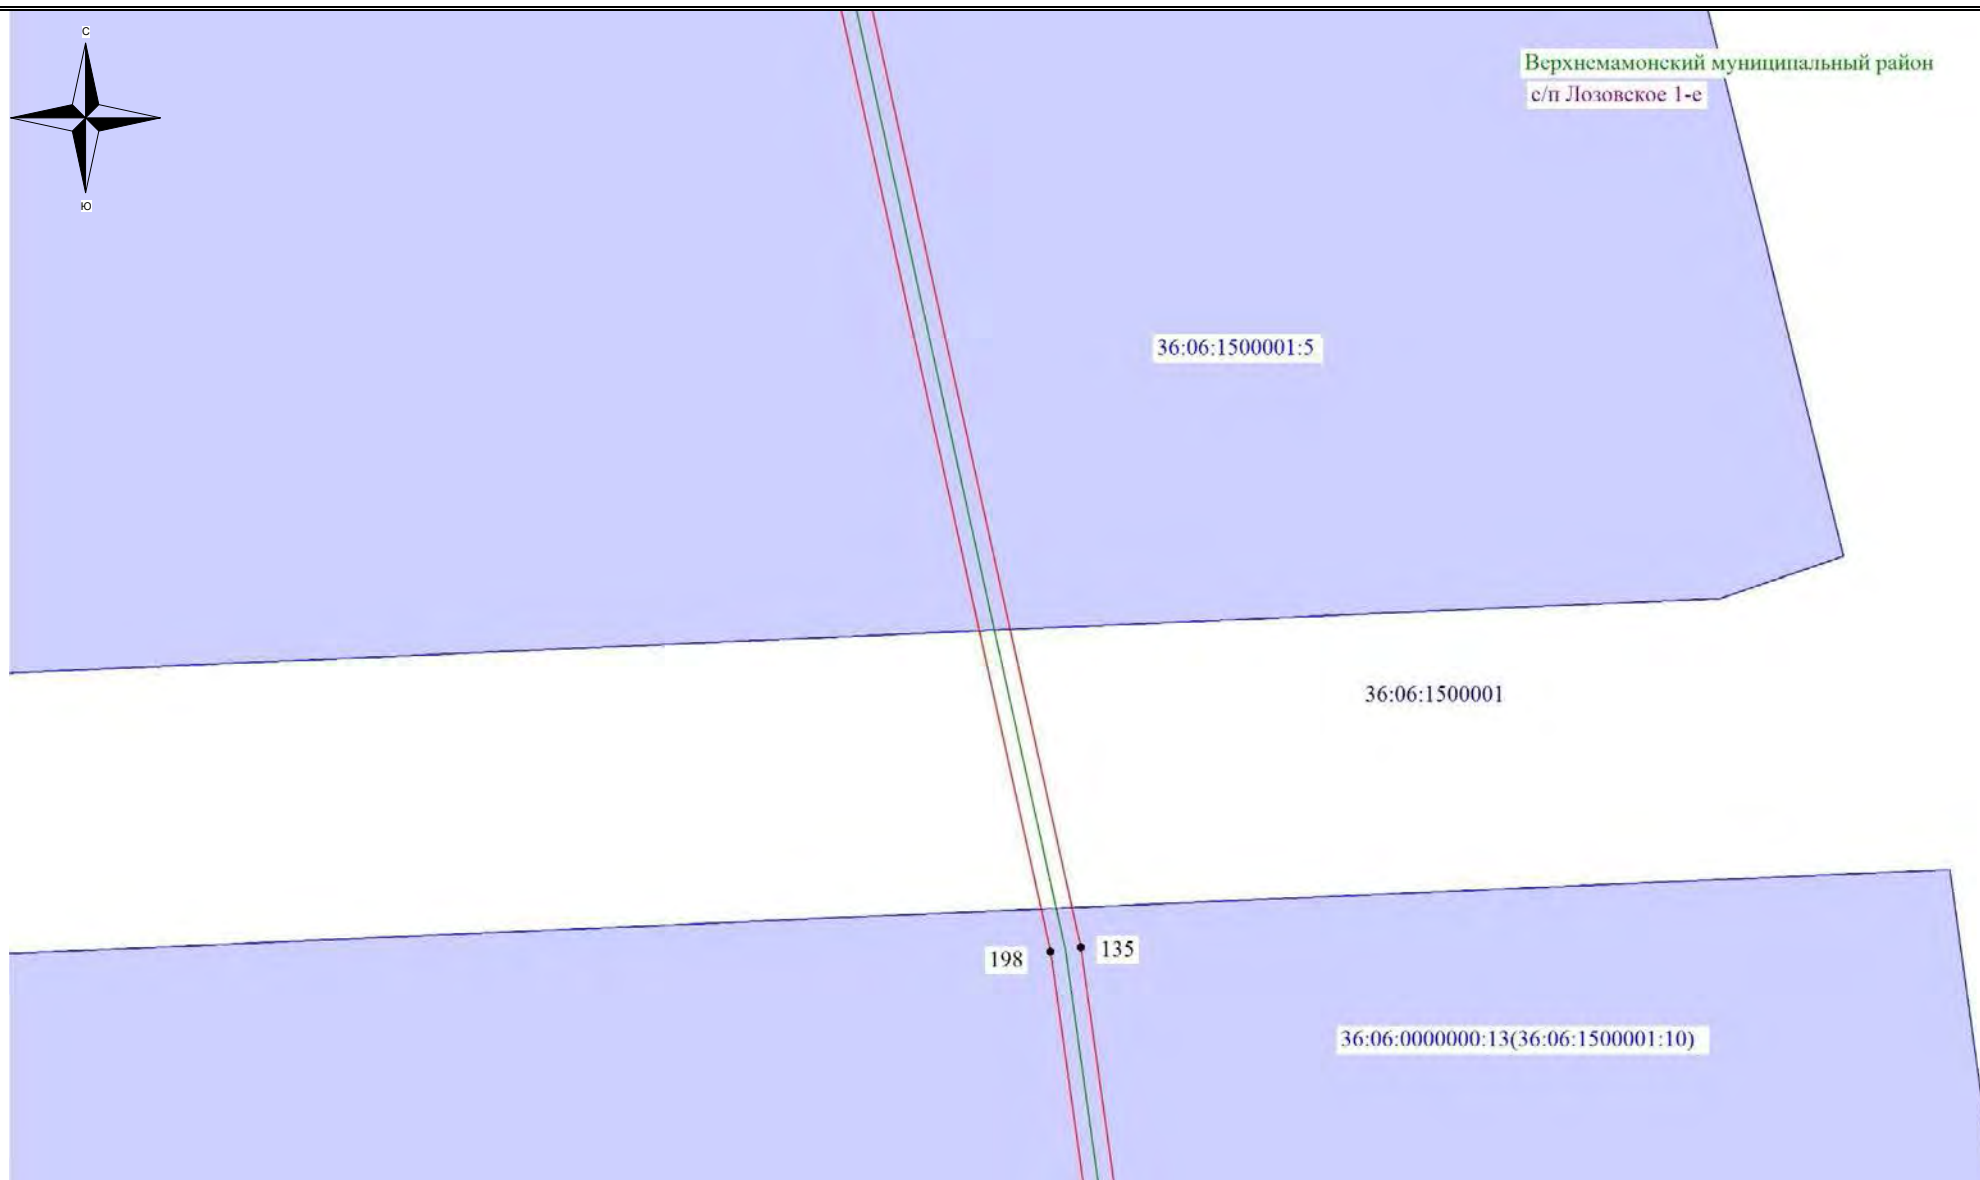 С
Ю
Верхнемамонский муниципальный район
с/п Лозовское 1-е
36:06:1500001:5
36:06:1500001
198
135
36:06:0000000:13(36:06:1500001:10)